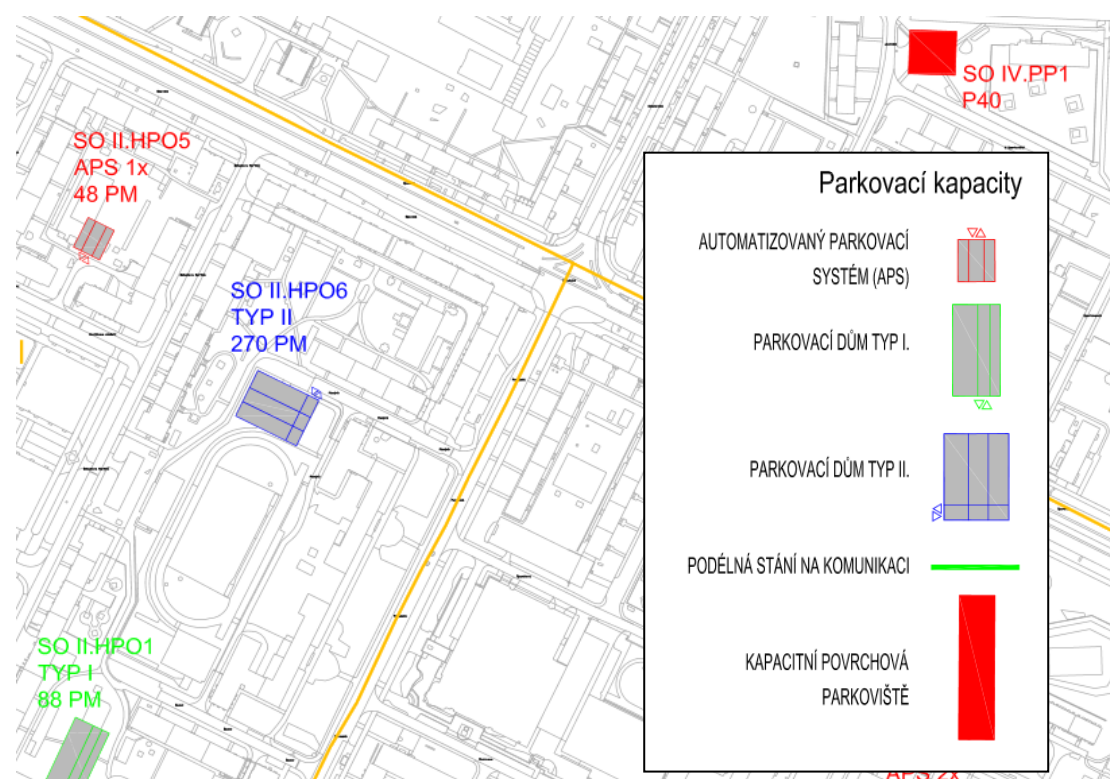 SO IV.PP1
P40
SO II.HPO5
APS 1x
48 PM
SO II.HPO6
TYP II
270 PM
SO II.HPO1
TYP I
88 PM
Parkovací kapacity
AUTOMATIZOVANÝ PARKOVACÍ
SYSTÉM (APS)
PARKOVACÍ DŮM TYP I.
PARKOVACÍ DŮM TYP II.
PODÉLNÁ STÁNÍ NA KOMUNIKACI
KAPACITNÍ POVRCHOVÁ
PARKOVIŠTĚ
APS 2x